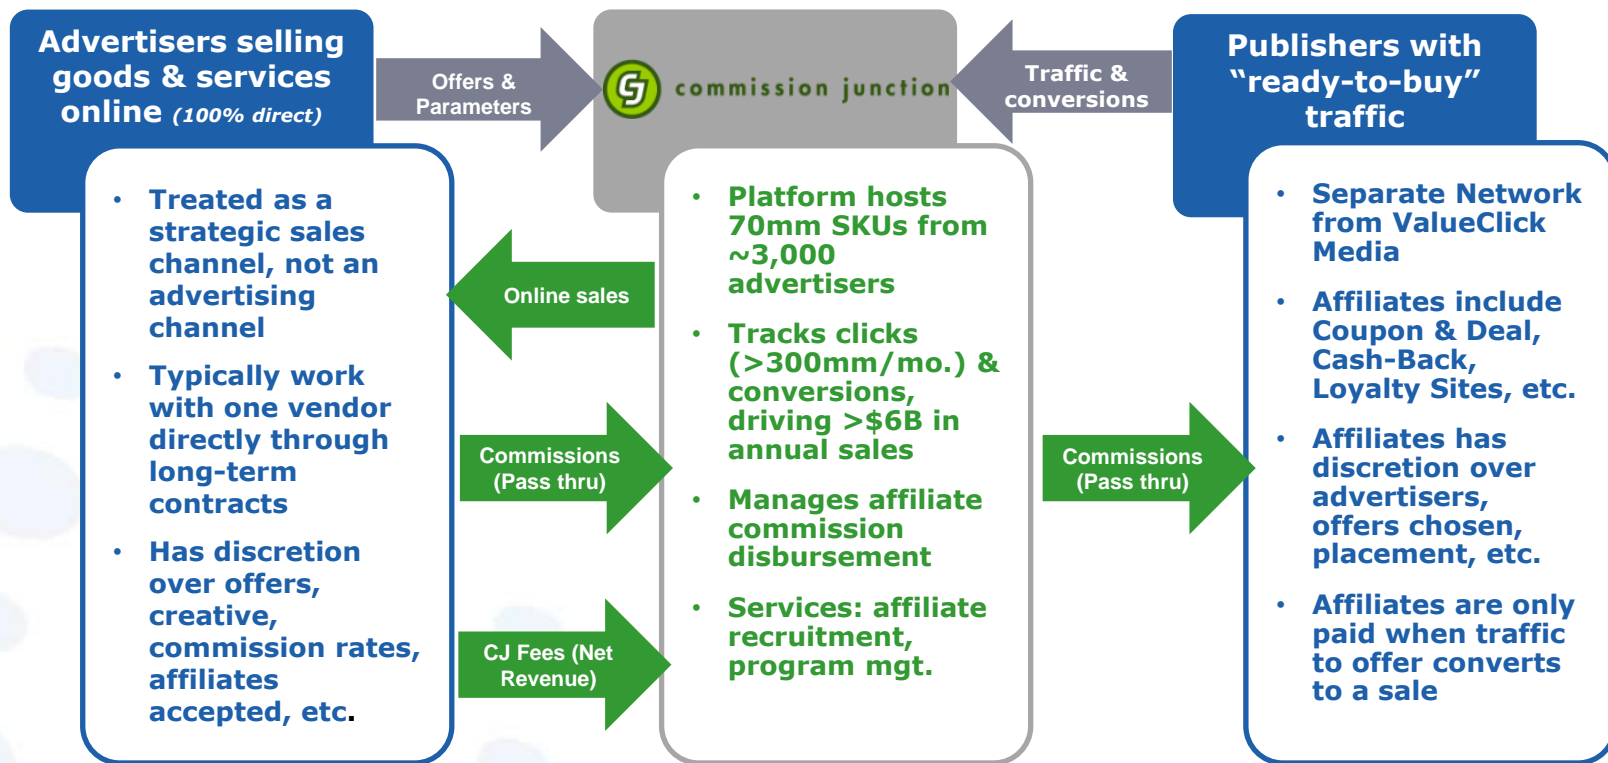 Advertisers selling
goods & services
online (100% direct)
Offers &
Parameters
CJ commission junction
Traffic &
conversions
Publishers with
“ready-to-buy”
traffic
• Treated as a
strategic sales
channel, not an
advertising
channel
• Typically work
with one vendor
directly through
long-term
contracts
• Has discretion
over offers,
creative,
commission rates,
affiliates
accepted, etc.
Online sales
Commissions
(Pass thru)
CJ Fees (Net
Revenue)
• Platform hosts
70mm SKUs from
~3,000
advertisers
• Tracks clicks
(>300mm/mo.) &
conversions,
driving >$6B in
annual sales
• Manages affiliate
commission
disbursement
• Services: affiliate
recruitment,
program mgt.
Commissions
(Pass thru)
• Separate Network
from ValueClick
Media
• Affiliates include
Coupon & Deal,
Cash-Back,
Loyalty Sites, etc.
• Affiliates has
discretion over
advertisers,
offers chosen,
placement, etc.
• Affiliates are only
paid when traffic
to offer converts
to a sale